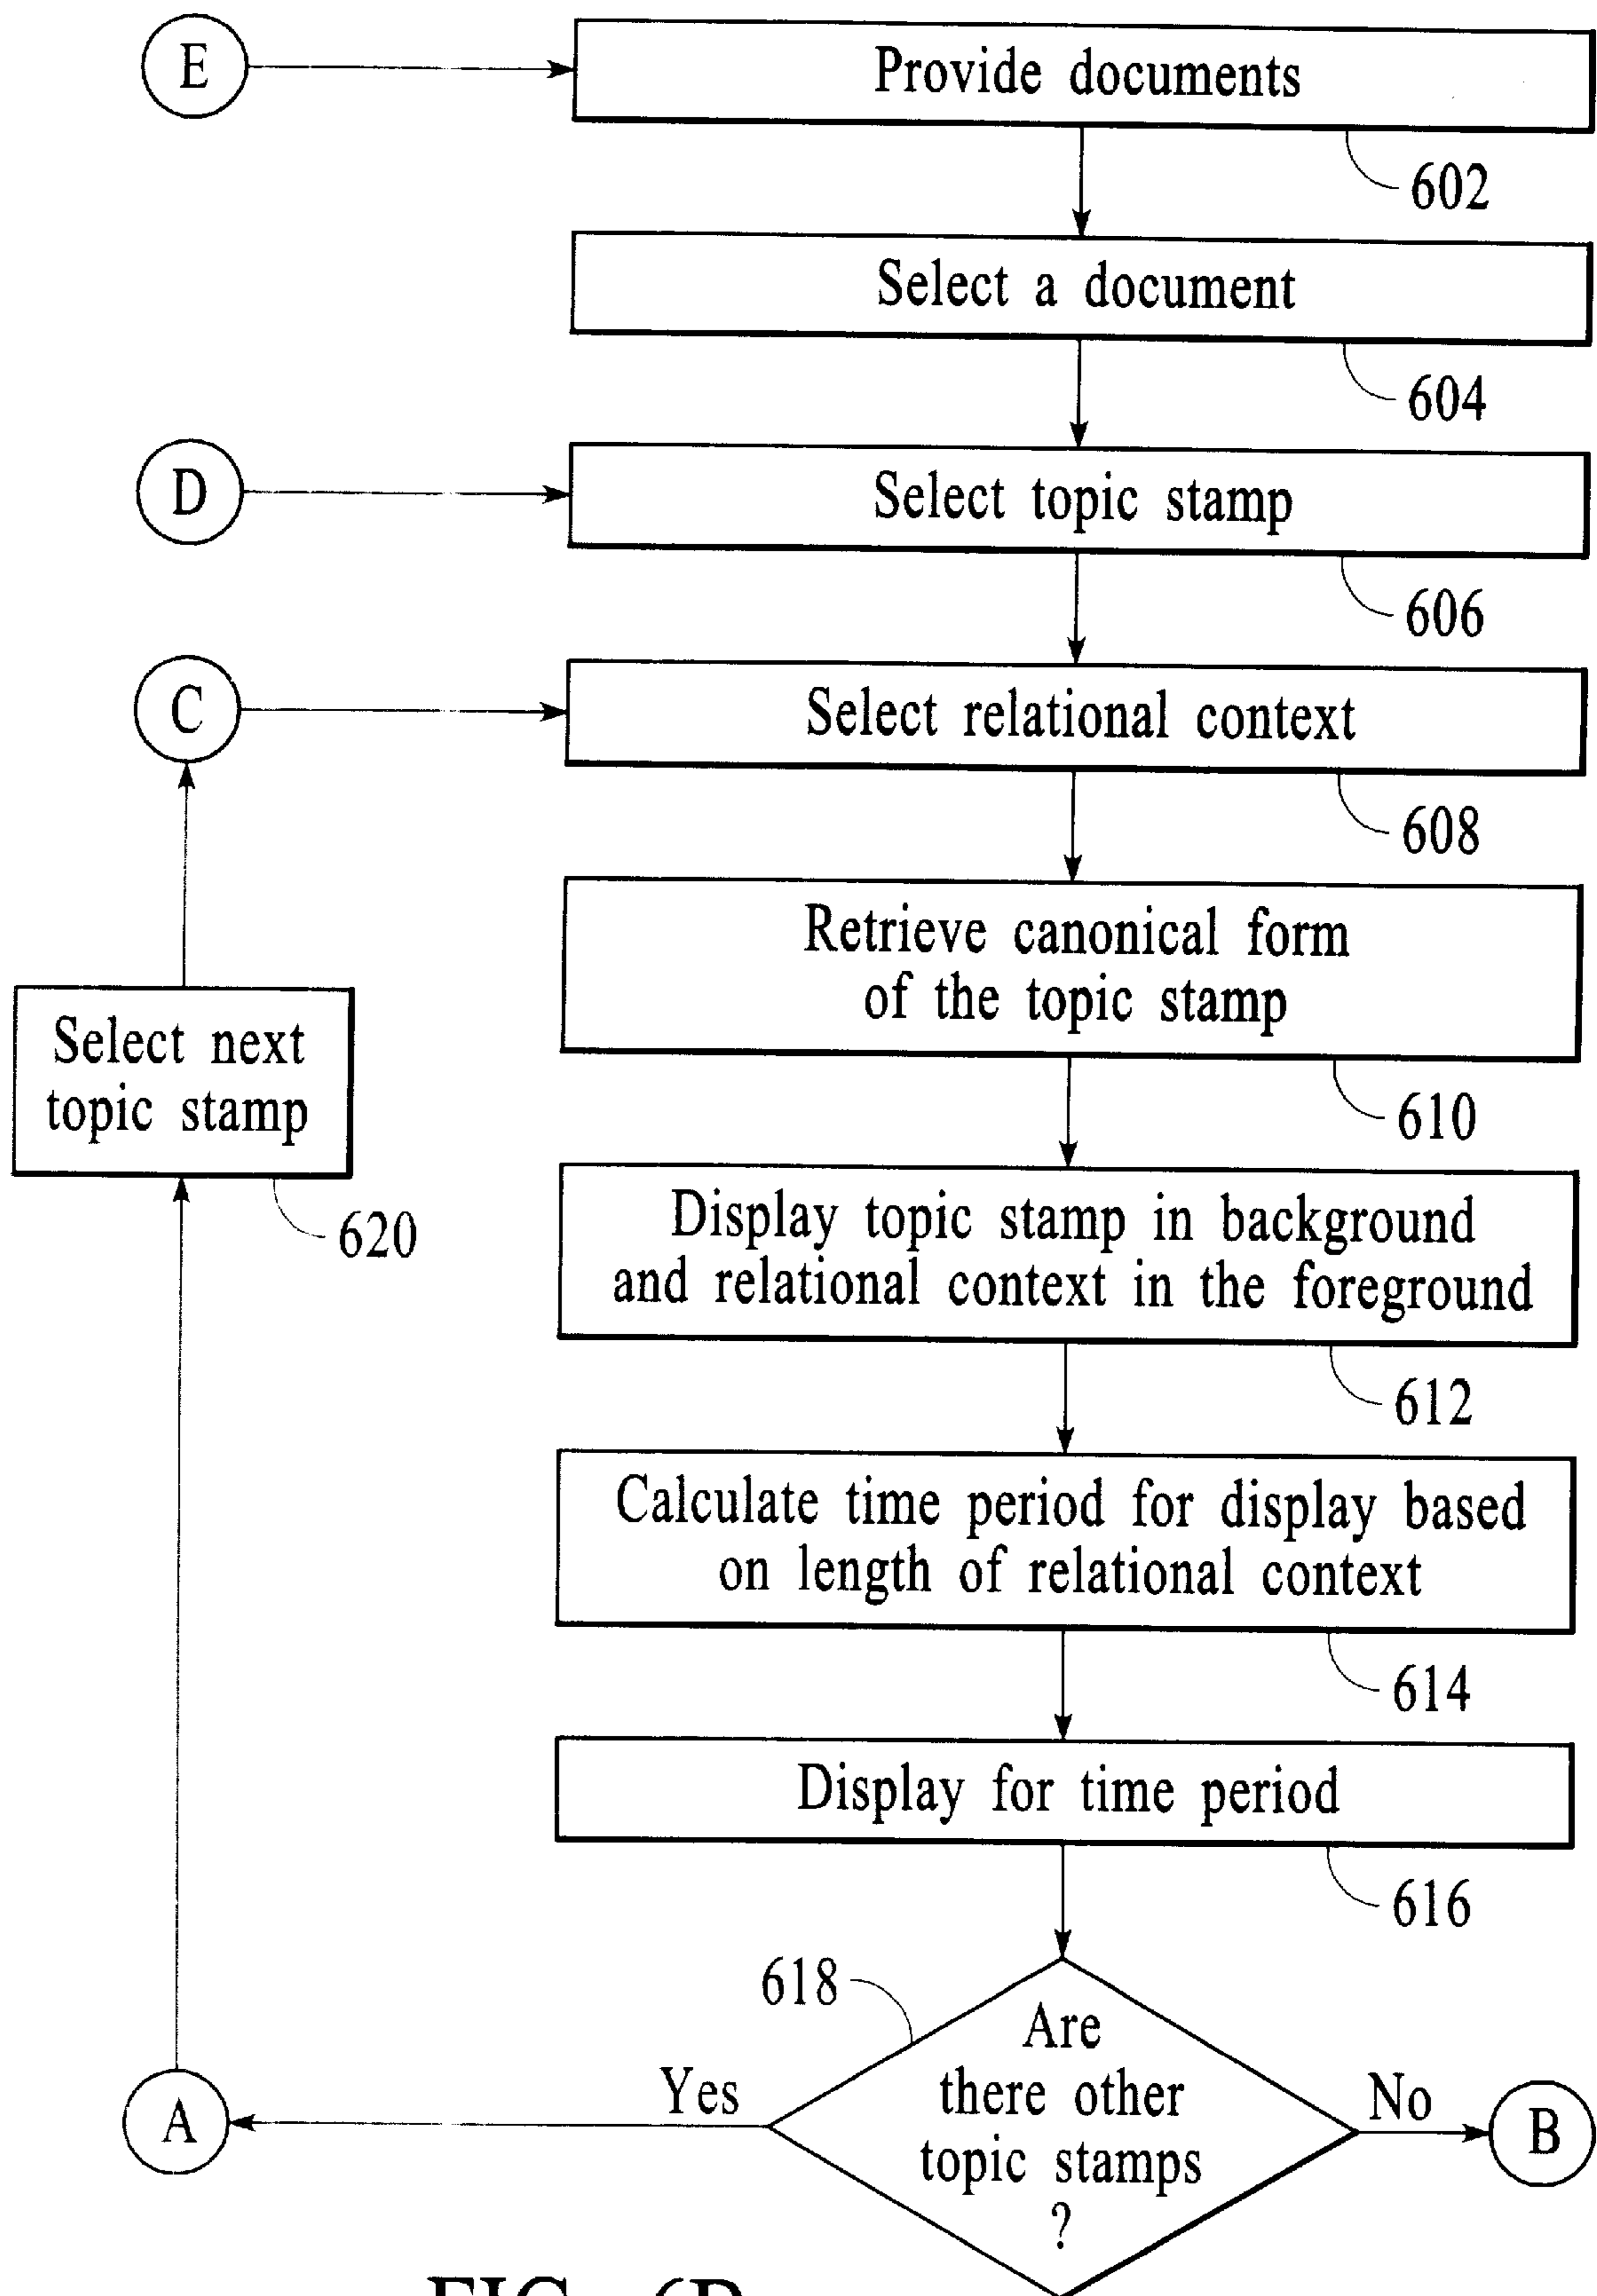 E
Provide documents
602
Select a document
604
D
Select topic stamp
606
C
Select relational context
608
Retrieve canonical form
of the topic stamp
610
Select next
topic stamp
620
Display topic stamp in background
and relational context in the foreground
612
Calculate time period for display based
on length of relational context
614
Display for time period
616
618
Are
there other
topic stamps
?
Yes
No
A
B